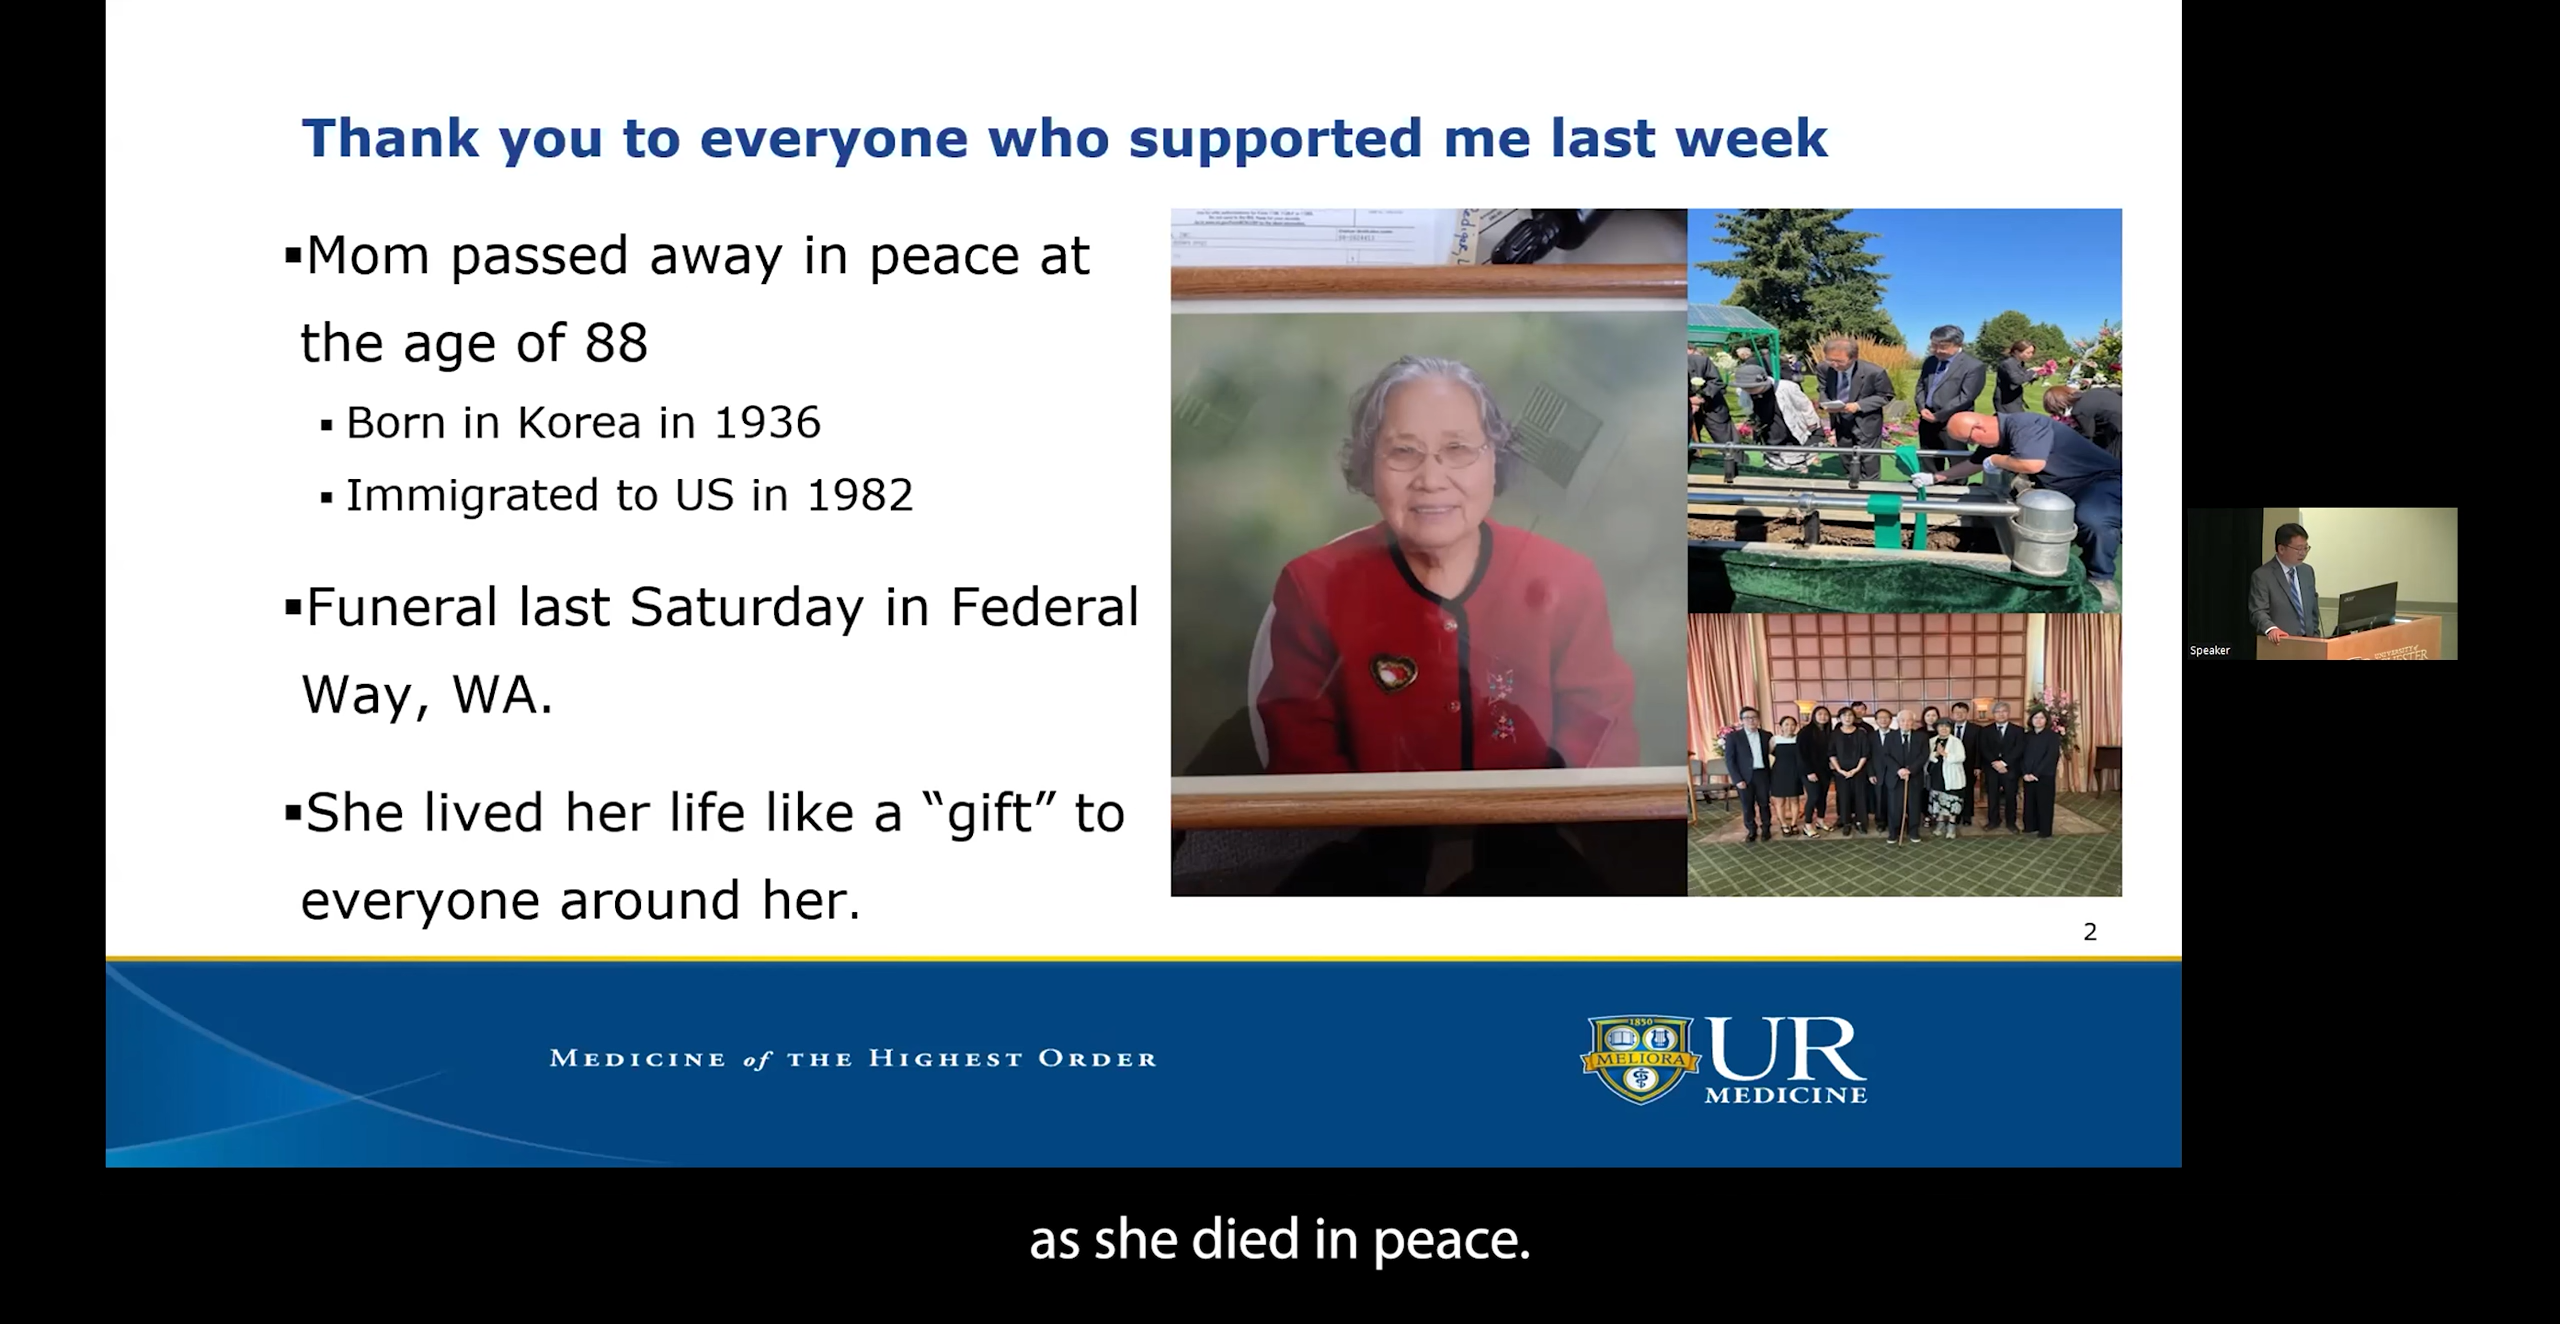 Thank you to everyone who supported me last week
▪Mom passed away in peace at
the age of 88
▪ Born in Korea in 1936
▪ Immigrated to US in 1982
▪Funeral last Saturday in Federal
Way, WA.
▪She lived her life like a “gift” to
everyone around her.
2
Speaker
UNIVERSITY of
MEDICINE of THE HIGHEST ORDER
1850
MELIORA
UR
MEDICINE
as she died in peace.